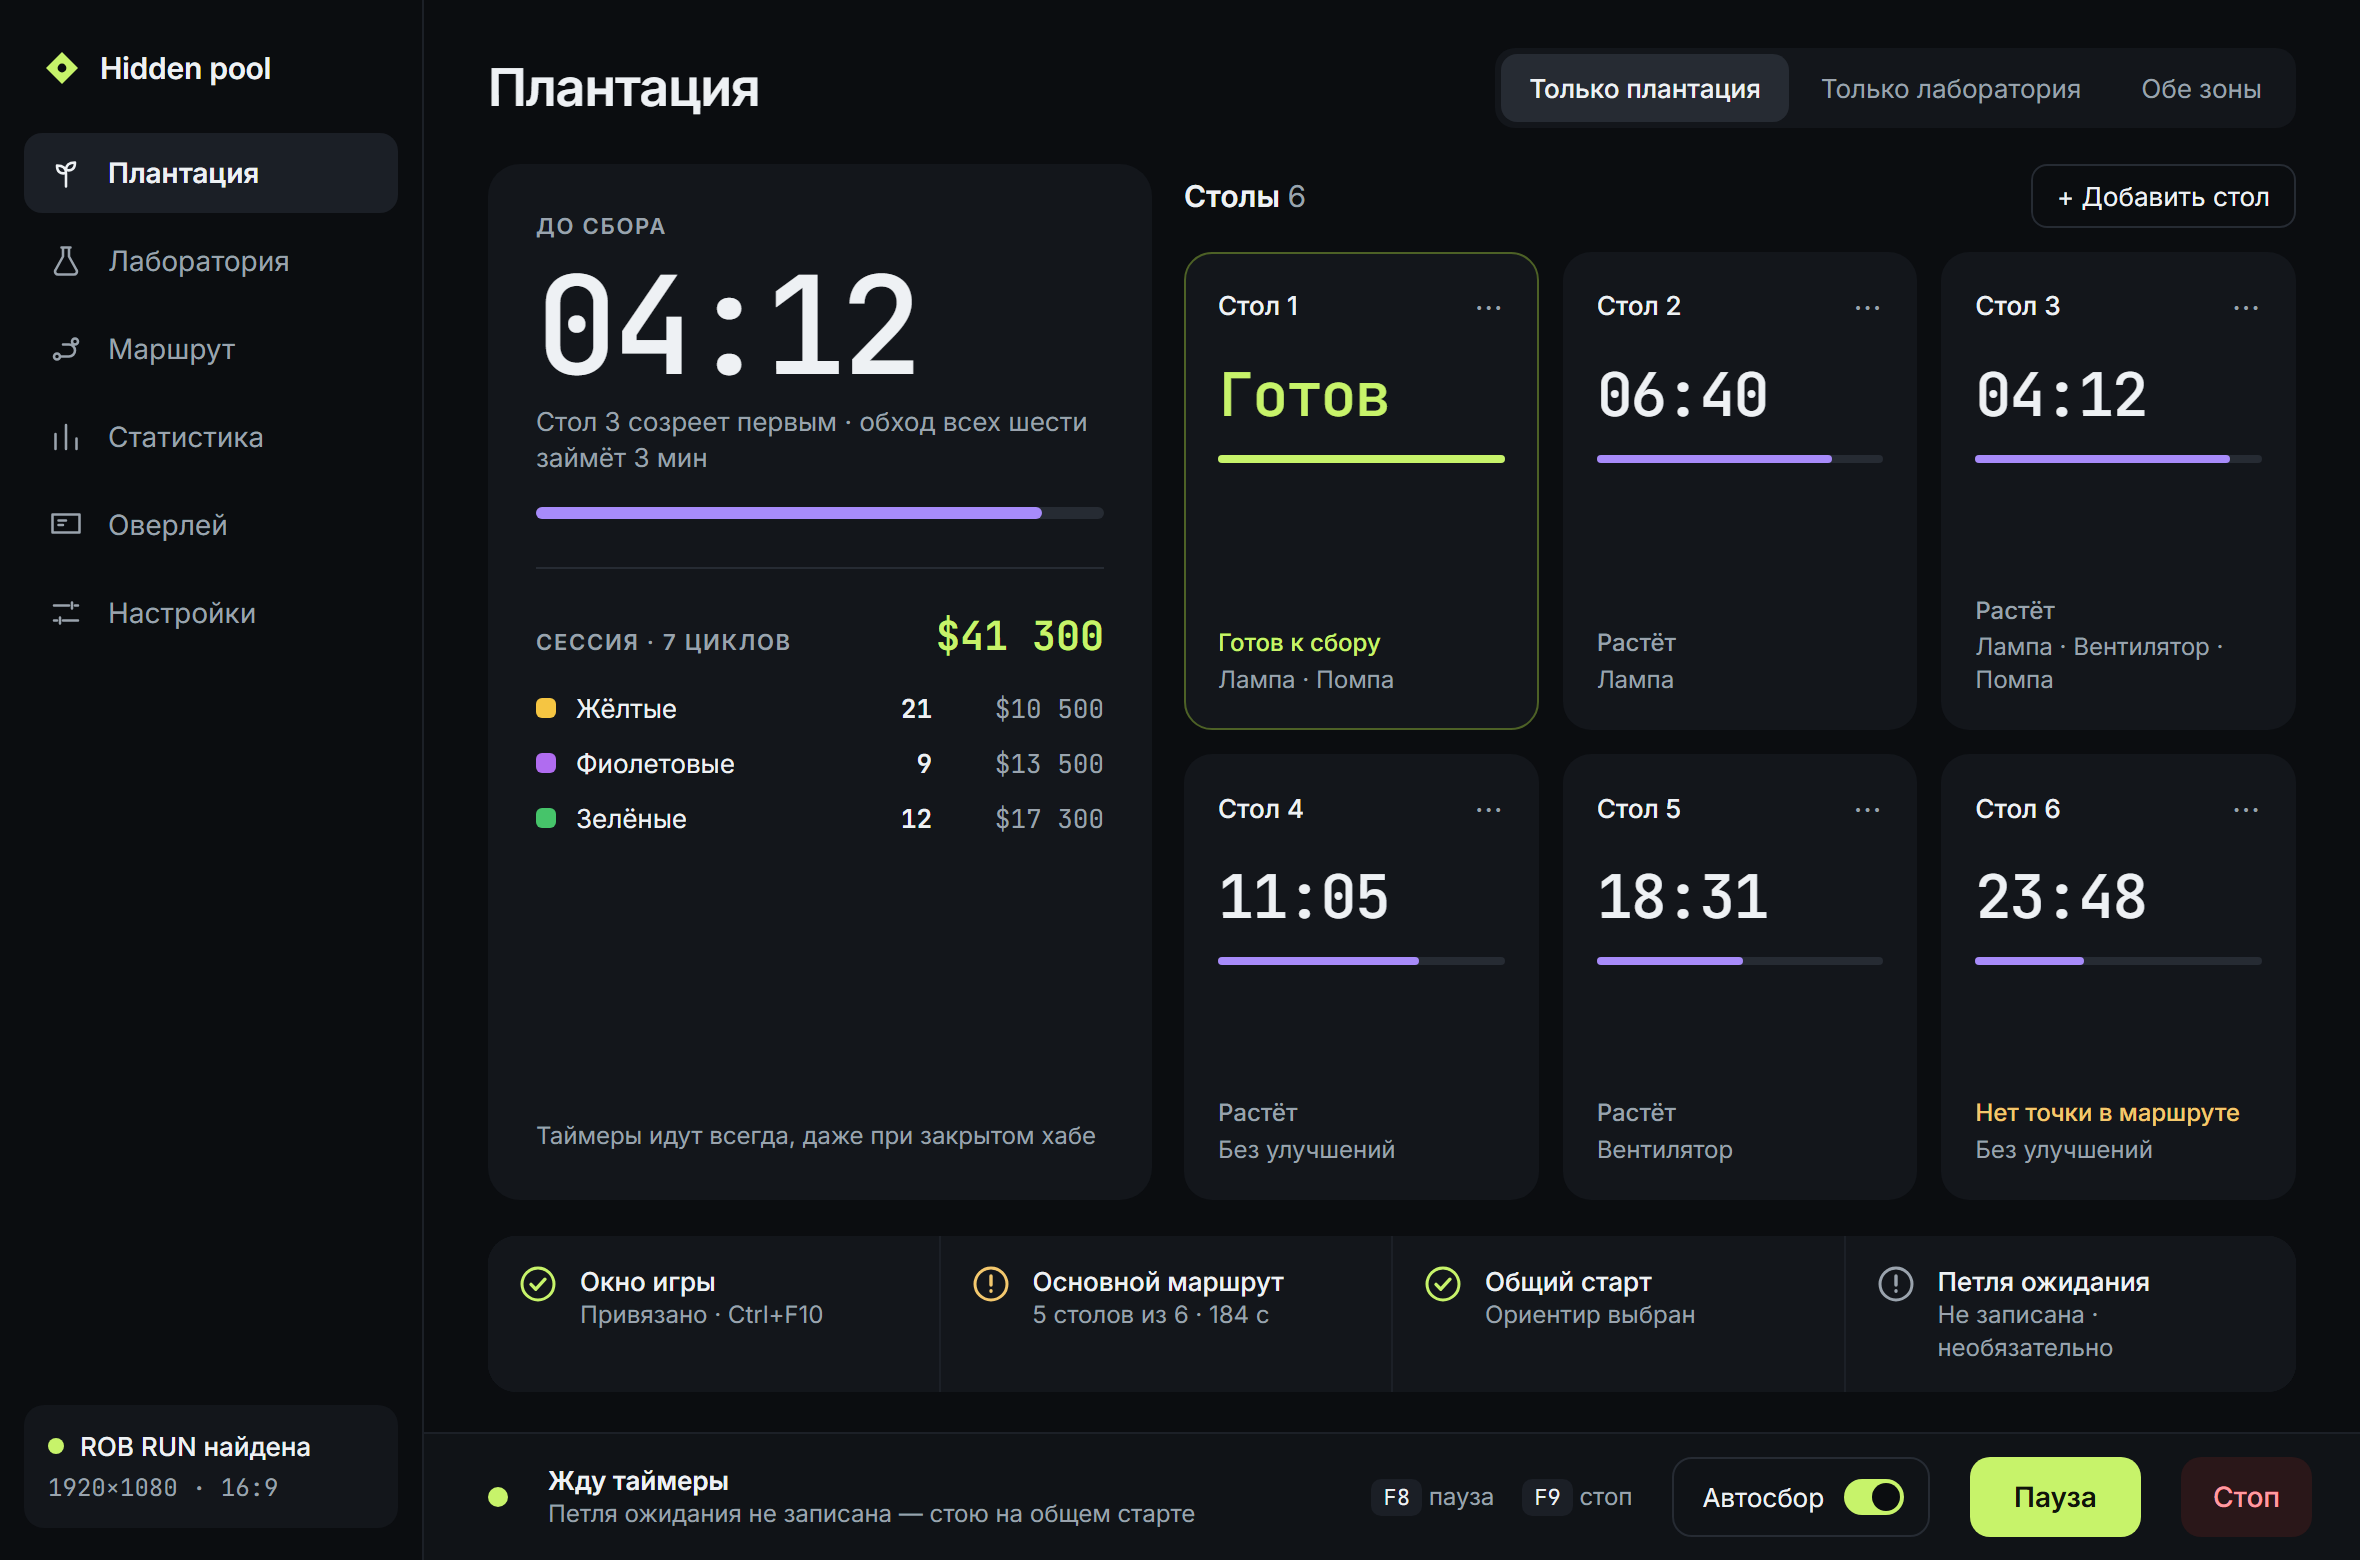 Hidden pool
Плантация
Лаборатория
Маршрут
Статистика
Оверлей
Настройки
ROB RUN найдена
1920×1080 · 16:9
Плантация
Только плантация
Только лаборатория
Обе зоны
ДО СБОРА
04:12
Стол 3 созреет первым · обход всех шести
займёт 3 мин
СЕССИЯ · 7 ЦИКЛОВ $41 300
Жёлтые 21 $10 500
Фиолетовые 9 $13 500
Зелёные 12 $17 300
Таймеры идут всегда, даже при закрытом хабе
Столы 6
+ Добавить стол
Стол 1 ...
Готов
Готов к сбору
Лампа · Помпа
Стол 2 ...
06:40
Растёт
Лампа
Стол 3 ...
04:12
Растёт
Лампа · Вентилятор ·
Помпа
Стол 4 ...
11:05
Растёт
Без улучшений
Стол 5 ...
18:31
Растёт
Вентилятор
Стол 6 ...
23:48
Нет точки в маршруте
Без улучшений
Окно игры
Привязано · Ctrl+F10
Основной маршрут
5 столов из 6 · 184 с
Общий старт
Ориентир выбран
Петля ожидания
Не записана ·
необязательно
Жду таймеры
Петля ожидания не записана — стою на общем старте
F8 пауза
F9 стоп
Автосбор
Пауза
Стоп